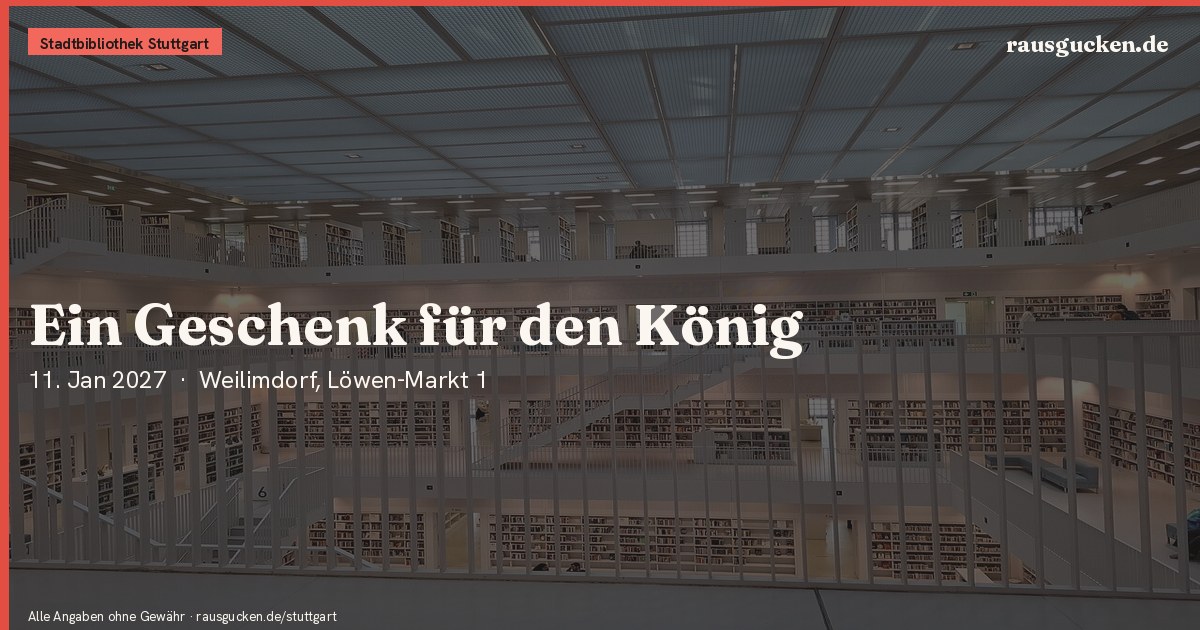 Stadtbibliothek Stuttgart
rausgucken.de
Ein Geschenk für den König
11. Jan 2027 · Weilimdorf, Löwen-Markt 1
6
Alle Angaben ohne Gewähr · rausgucken.de/stuttgart